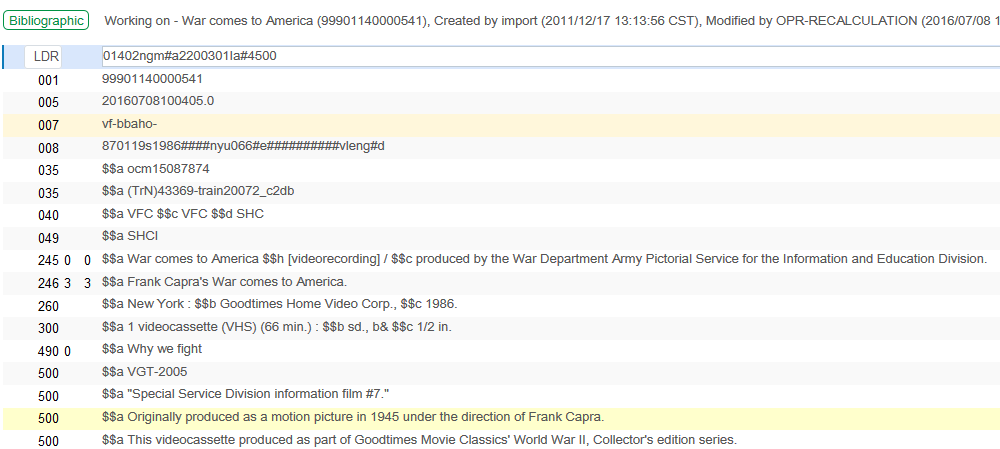 Bibliographic Working on - War comes to America (99901140000541), Created by import (2011/12/17 13:13:56 CST), Modified by OPR-RECALCULATION (2016/07/08 1
LDR 01402ngm#a2200301Ia#4500
001 99901140000541
005 20160708100405.0
007 vf-bbaho-
008 870119s1986####nyu066#e##########vleng#d
035 $$a ocm15087874
035 $$a (TrN)43369-train20072_c2db
040 $$a VFC $$c VFC $$d SHC
049 $$a SHCI
245 0 0 $$a War comes to America $$h [videorecording] / $$c produced by the War Department Army Pictorial Service for the Information and Education Division.
246 3 3 $$a Frank Capra's War comes to America.
260 $$a New York : $$b Goodtimes Home Video Corp., $$c 1986.
300 $$a 1 videocassette (VHS) (66 min.) : $$b sd., b& $$c 1/2 in.
490 0 $$a Why we fight
500 $$a VGT-2005
500 $$a "Special Service Division information film #7."
500 $$a Originally produced as a motion picture in 1945 under the direction of Frank Capra.
500 $$a This videocassette produced as part of Goodtimes Movie Classics' World War II, Collector's edition series.